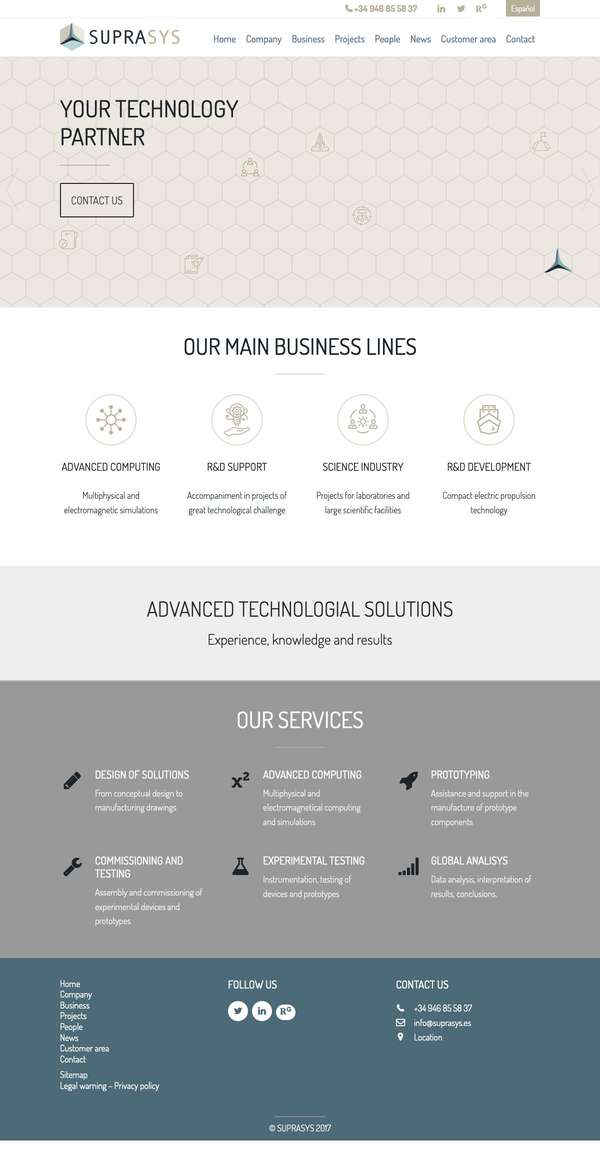 +34 946 85 58 37
RG
Español
SUPRASYS
Home Company Business Projects People News Customer area Contact
YOUR TECHNOLOGY
PARTNER
CONTACT US
OUR MAIN BUSINESS LINES
ADVANCED COMPUTING
Multiphysical and
electromagnetic simulations
R&D SUPPORT
Accompaniment in projects of
great technological challenge
SCIENCE INDUSTRY
Projects for laboratories and
large scientific facilities
R&D DEVELOPMENT
Compact electric propulsion
technology
ADVANCED TECHNOLOGIAL SOLUTIONS
Experience, knowledge and results
OUR SERVICES
DESIGN OF SOLUTIONS
From conceptual design to
manufacturing drawings
x²
ADVANCED COMPUTING
Multiphysical and
electromagnetical computing
and simulations
PROTOTYPING
Assistance and support in the
manufacture of prototype
components
COMMISSIONING AND
TESTING
Assembly and commissioning of
experimental devices and
prototypes
EXPERIMENTAL TESTING
Instrumentation, testing of
devices and prototypes
GLOBAL ANALISYS
Data analysis, interpretation of
results, conclusions.
Home
Company
Business
Projects
People
News
Customer area
Contact
Sitemap
Legal warning – Privacy policy
FOLLOW US
RG
CONTACT US
+34 946 85 58 37
info@suprasys.es
Location
© SUPRASYS 2017